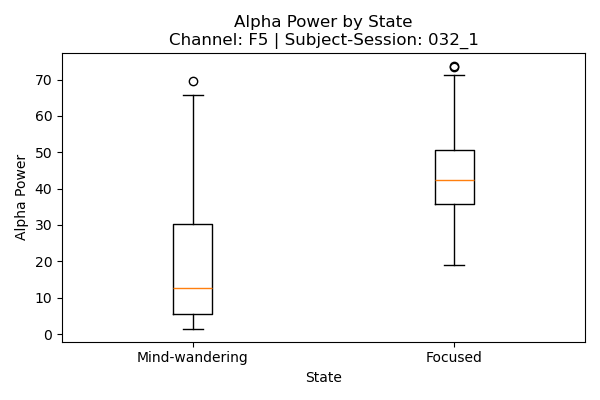 Alpha Power by State
Channel: F5 | Subject-Session: 032_1
Alpha Power
70
60
50
40
30
20
10
0
Mind-wandering
Focused
State